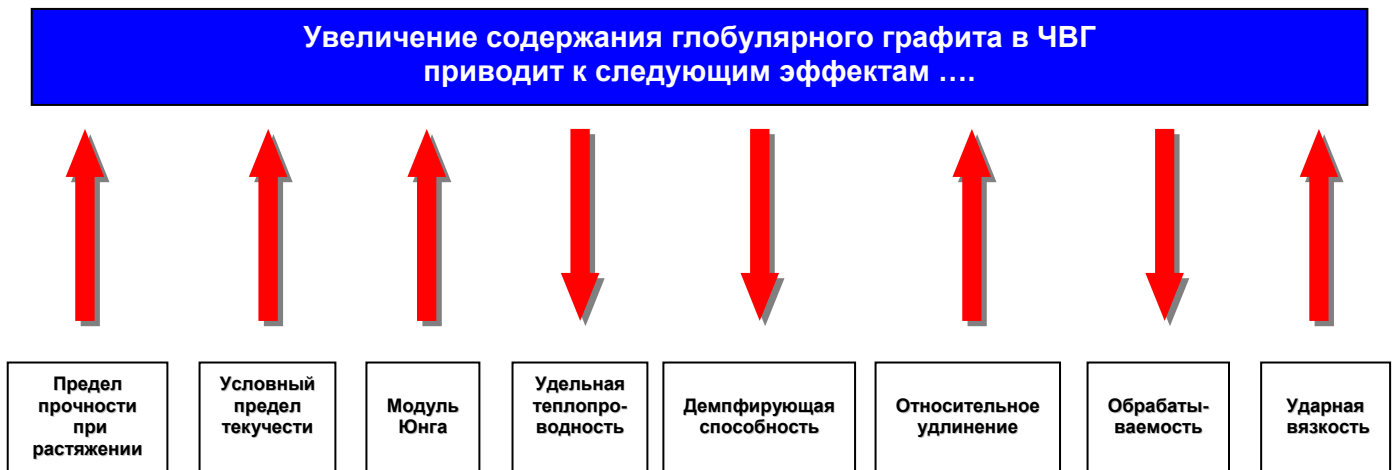 Увеличение содержания глобулярного графита в ЧВГ
приводит к следующим эффектам ….
Предел
прочности
при
растяжении
Условный
предел
текучести
Модуль
Юнга
Удельная
теплопро-
водность
Демпфирующая
способность
Относительное
удлинение
Обрабаты-
ваемость
Ударная
вязкость